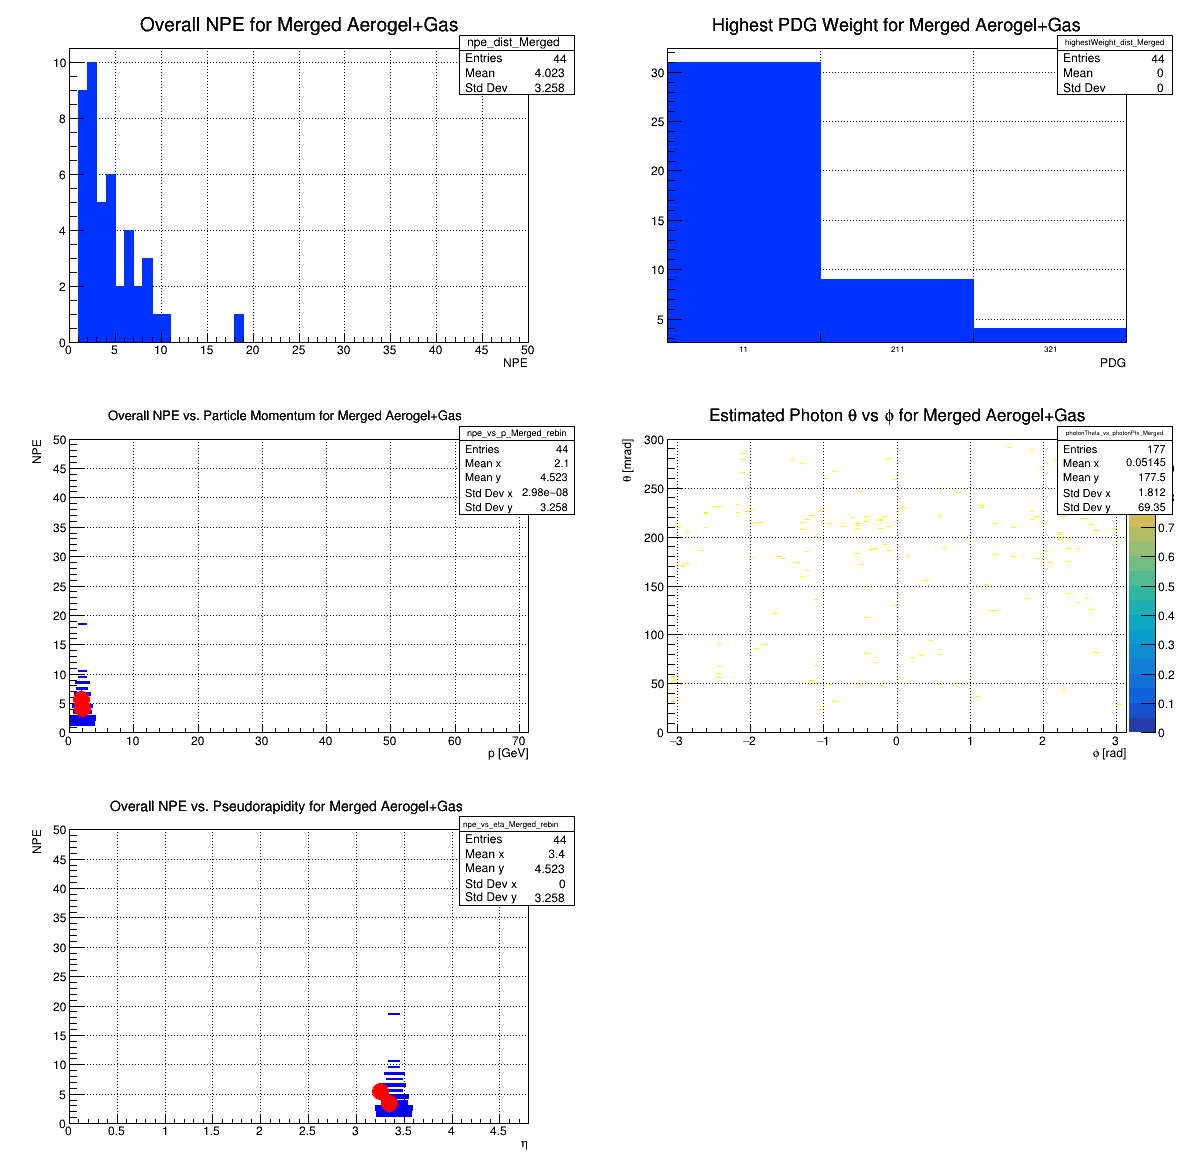 Overall NPE for Merged Aerogel+Gas
npe_dist_Merged
Entries 44
Mean 4.023
Std Dev 3.258
10
8
6
4
2
0
0 5 10 15 20 25 30 35 40 45 50
NPE
Highest PDG Weight for Merged Aerogel+Gas
highestWeight_dist_Merged
Entries 44
Mean 0
Std Dev 0
30
25
20
15
10
5
11 211 321
PDG
Overall NPE vs. Particle Momentum for Merged Aerogel+Gas
npe_vs_p_Merged_rebin
Entries 44
Mean x 2.1
Mean y 4.523
Std Dev x 2.98e−08
Std Dev y 3.258
NPE
50
45
40
35
30
25
20
15
10
5
0
0 10 20 30 40 50 60 70
p [GeV]
Estimated Photon θ vs ϕ for Merged Aerogel+Gas
photonTheta_vs_photonPhi_Merged
Entries 177
Mean x 0.05145
Mean y 177.5
Std Dev x 1.812
Std Dev y 69.35
θ [mrad]
300
250
200
150
100
50
0
−3 −2 −1 0 1 2 3
ϕ [rad]
0.7
0.6
0.5
0.4
0.3
0.2
0.1
0
Overall NPE vs. Pseudorapidity for Merged Aerogel+Gas
npe_vs_eta_Merged_rebin
Entries 44
Mean x 3.4
Mean y 4.523
Std Dev x 0
Std Dev y 3.258
NPE
50
45
40
35
30
25
20
15
10
5
0
0 0.5 1 1.5 2 2.5 3 3.5 4 4.5
η